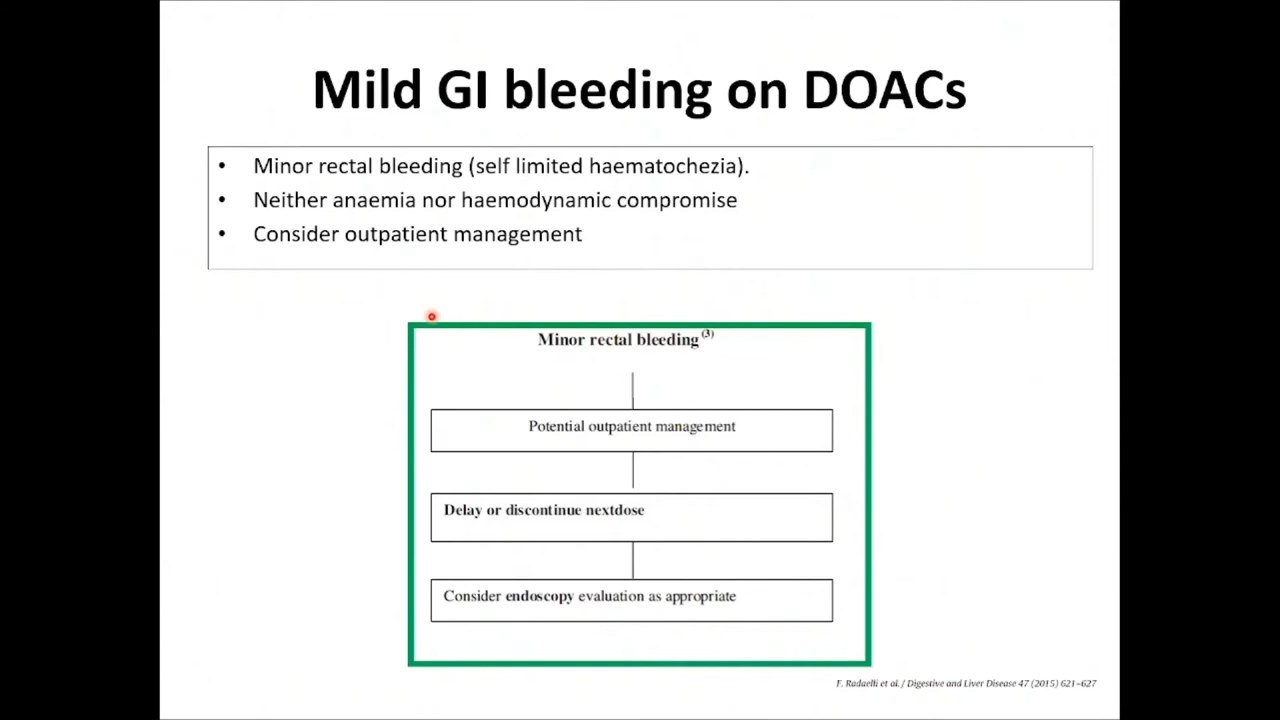 Mild GI bleeding on DOACs
• Minor rectal bleeding (self limited haematochezia).
• Neither anaemia nor haemodynamic compromise
• Consider outpatient management
Minor rectal bleeding (3)
Potential outpatient management
Delay or discontinue nextdose
Consider endoscopy evaluation as appropriate
F. Radaelli et al. / Digestive and Liver Disease 47 (2015) 621–627